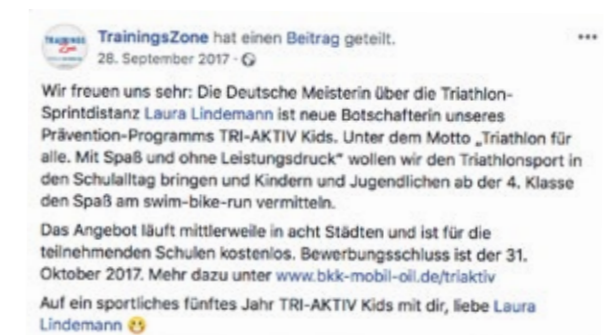 TrainingsZone hat einen Beitrag geteilt.
28. September 2017 ·
Wir freuen uns sehr: Die Deutsche Meisterin über die Triathlon-
Sprintdistanz Laura Lindemann ist neue Botschafterin unseres
Prävention-Programms TRI-AKTIV Kids. Unter dem Motto „Triathlon für
alle. Mit Spaß und ohne Leistungsdruck“ wollen wir den Triathlonsport in
den Schulalltag bringen und Kindern und Jugendlichen ab der 4. Klasse
den Spaß am swim-bike-run vermitteln.
Das Angebot läuft mittlerweile in acht Städten und ist für die
teilnehmenden Schulen kostenlos. Bewerbungsschluss ist der 31.
Oktober 2017. Mehr dazu unter www.bkk-mobil-oil.de/triaktiv
Auf ein sportliches fünftes Jahr TRI-AKTIV Kids mit dir, liebe Laura
Lindemann 😁